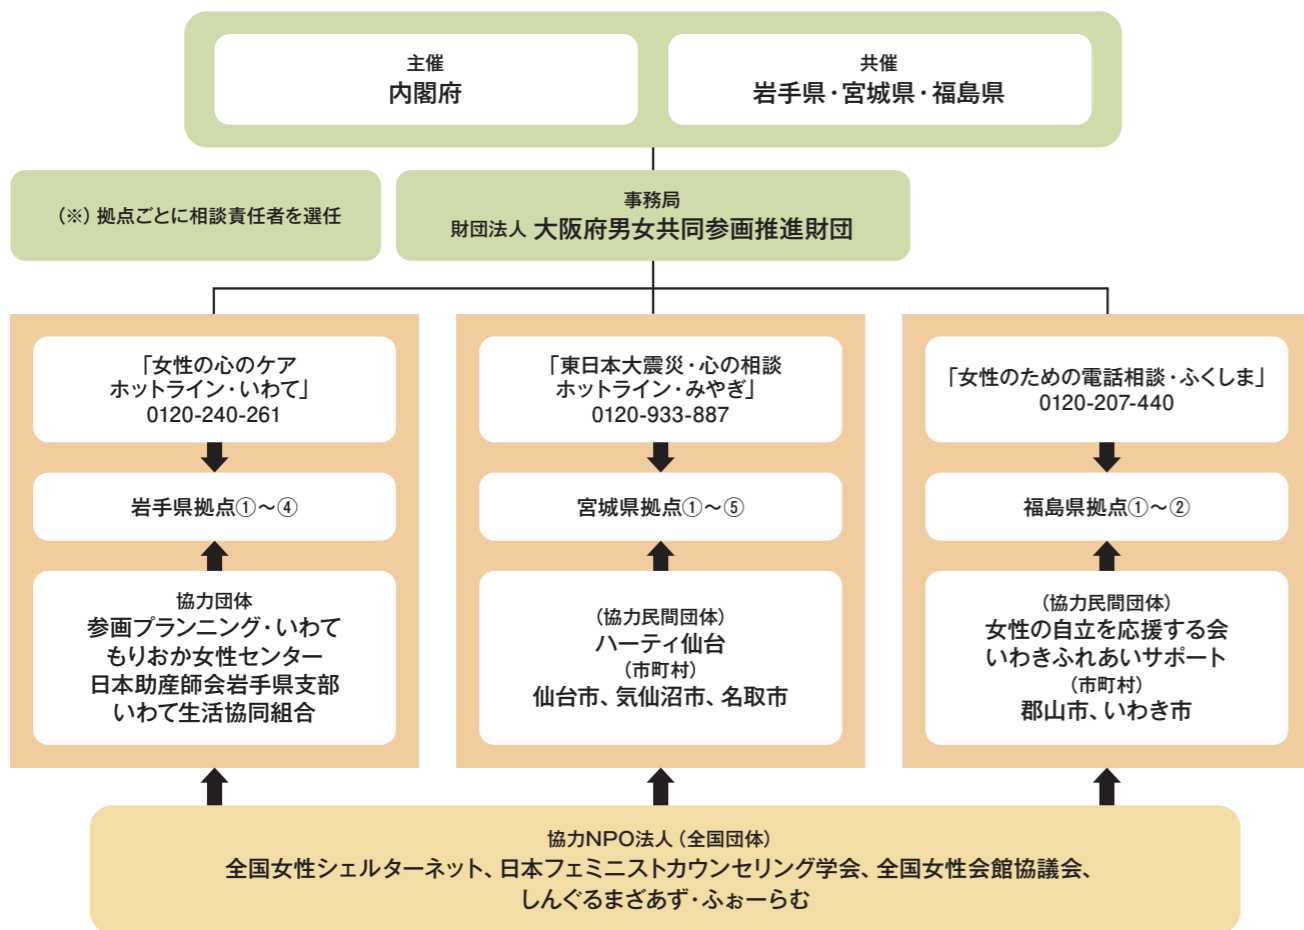 主催
内閣府
共催
岩手県・宮城県・福島県
(※)拠点ごとに相談責任者を選任
事務局
財団法人 大阪府男女共同参画推進財団
「女性の心のケア
ホットライン・いわて」
0120-240-261
岩手県拠点①～④
協力団体
参画プランニング・いわて
もりおか女性センター
日本助産師会岩手県支部
いわて生活協同組合
「東日本大震災・心の相談
ホットライン・みやぎ」
0120-933-887
宮城県拠点①～⑤
(協力民間団体)
ハーティ仙台
(市町村)
仙台市、気仙沼市、名取市
「女性のための電話相談・ふくしま」
0120-207-440
福島県拠点①～②
(協力民間団体)
女性の自立を応援する会
いわきふれあいサポート
(市町村)
郡山市、いわき市
協力NPO法人(全国団体)
全国女性シェルターネット、日本フェミニストカウンセリング学会、全国女性会館協議会、
しんぐるまざあず・ふぉーらむ